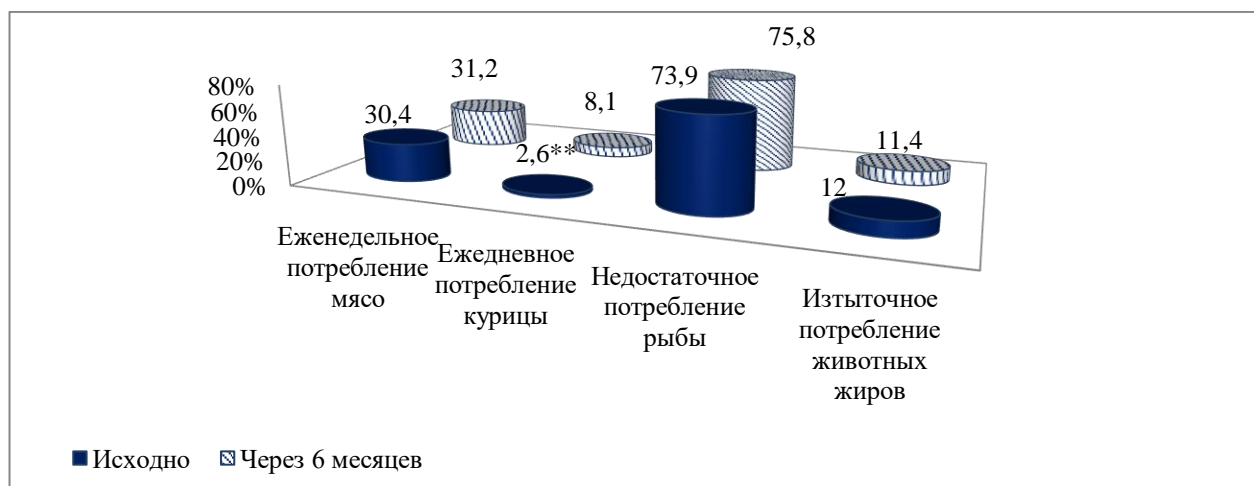 75,8
31,2
73,9
80%
30,4
8,1
60%
40%
2,6**
11,4
20%
12
0%
Еженедельное
потребление
мясо
Ежедневное
потребление
курицы
Недостаточное
потребление
рыбы
Изтыточное
потребление
животных
жиров
Исходно
Через 6 месяцев